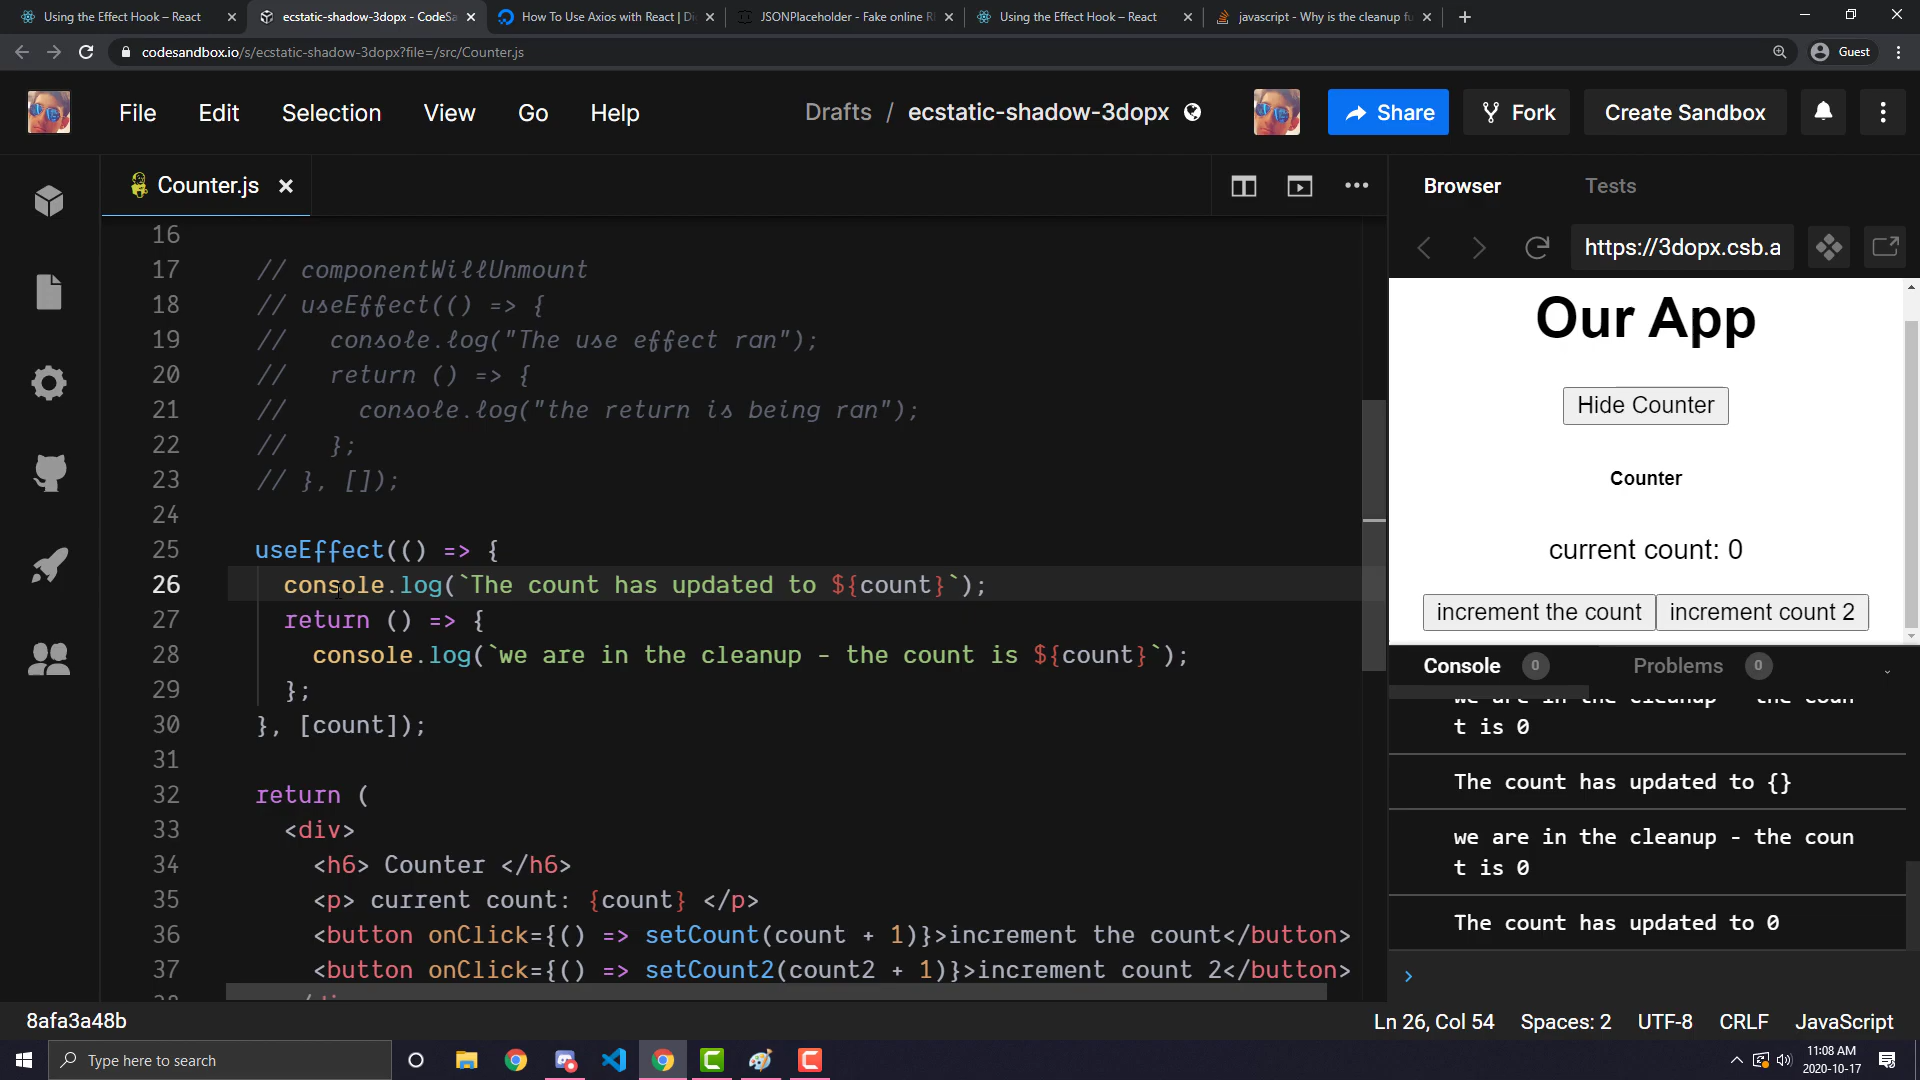 Using the Effect Hook – React
ecstatic-shadow-3dopx - CodeSa
How To Use Axios with React | Di
JSONPlaceholder - Fake online R
Using the Effect Hook – React
javascript - Why is the cleanup fu
codesandbox.io/s/ecstatic-shadow-3dopx?file=/src/Counter.js
Guest
File Edit Selection View Go Help
Drafts / ecstatic-shadow-3dopx
Share
Fork
Create Sandbox
Counter.js
Browser
Tests
https://3dopx.csb.a
16
17 // componentWillUnmount
18 // useEffect(() => {
19 //   console.log("The use effect ran");
20 //   return () => {
21 //     console.log("the return is being ran");
22 //   };
23 // }, []);
24
25 useEffect(() => {
26   console.log(`The count has updated to ${count}`);
27   return () => {
28     console.log(`we are in the cleanup - the count is ${count}`);
29   };
30 }, [count]);
31
32 return (
33   <div>
34     <h6> Counter </h6>
35     <p> current count: {count} </p>
36     <button onClick={() => setCount(count + 1)}>increment the count</button>
37     <button onClick={() => setCount2(count2 + 1)}>increment count 2</button>
Our App
Hide Counter
Counter
current count: 0
increment the count
increment count 2
Console 0
Problems 0
we are in the cleanup - the coun
t is 0
The count has updated to {}
we are in the cleanup - the coun
t is 0
The count has updated to 0
8afa3a48b
Ln 26, Col 54
Spaces: 2
UTF-8
CRLF
JavaScript
Type here to search
11:08 AM
2020-10-17